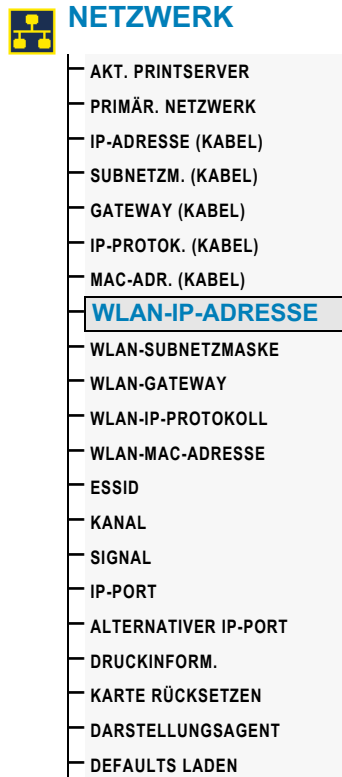 NETZWERK
AKT. PRINTSERVER
PRIMÄR. NETZWERK
IP-ADRESSE (KABEL)
SUBNETZM. (KABEL)
GATEWAY (KABEL)
IP-PROTOK. (KABEL)
MAC-ADR. (KABEL)
WLAN-IP-ADRESSE
WLAN-SUBNETZMASKE
WLAN-GATEWAY
WLAN-IP-PROTOKOLL
WLAN-MAC-ADRESSE
ESSID
KANAL
SIGNAL
IP-PORT
ALTERNATIVER IP-PORT
DRUCKINFORM.
KARTE RÜCKSETZEN
DARSTELLUNGSAGENT
DEFAULTS LADEN